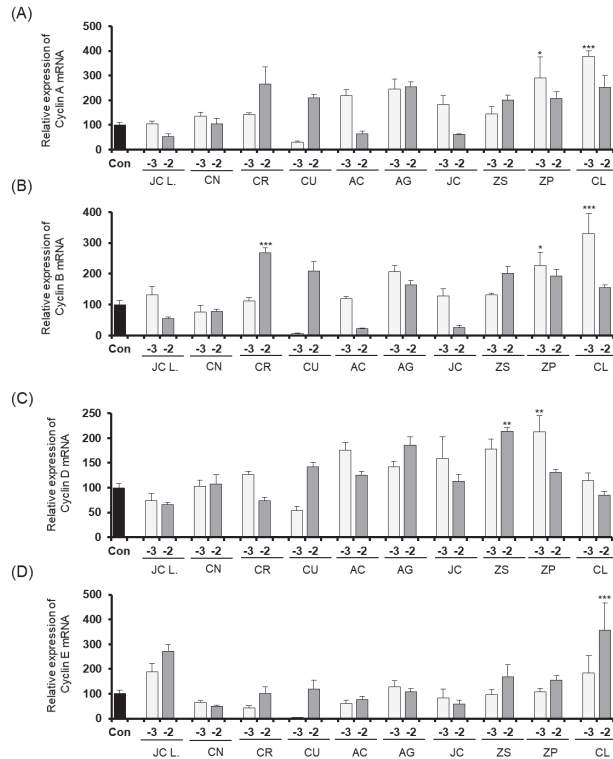 (A)
Relative expression of
Cyclin A mRNA
500
400
300
200
100
0
* ***
Con -3 -2 -3 -2 -3 -2 -3 -2 -3 -2 -3 -2 -3 -2 -3 -2 -3 -2 -3 -2
JC L. CN CR CU AC AG JC ZS ZP CL
(B)
Relative expression of
Cyclin B mRNA
400
300
200
100
0
*** * ***
Con -3 -2 -3 -2 -3 -2 -3 -2 -3 -2 -3 -2 -3 -2 -3 -2 -3 -2 -3 -2
JC L. CN CR CU AC AG JC ZS ZP CL
(C)
Relative expression of
Cyclin D mRNA
250
200
150
100
50
0
** **
Con -3 -2 -3 -2 -3 -2 -3 -2 -3 -2 -3 -2 -3 -2 -3 -2 -3 -2 -3 -2
JC L. CN CR CU AC AG JC ZS ZP CL
(D)
Relative expression of
Cyclin E mRNA
500
400
300
200
100
0
***
Con -3 -2 -3 -2 -3 -2 -3 -2 -3 -2 -3 -2 -3 -2 -3 -2 -3 -2 -3 -2
JC L. CN CR CU AC AG JC ZS ZP CL